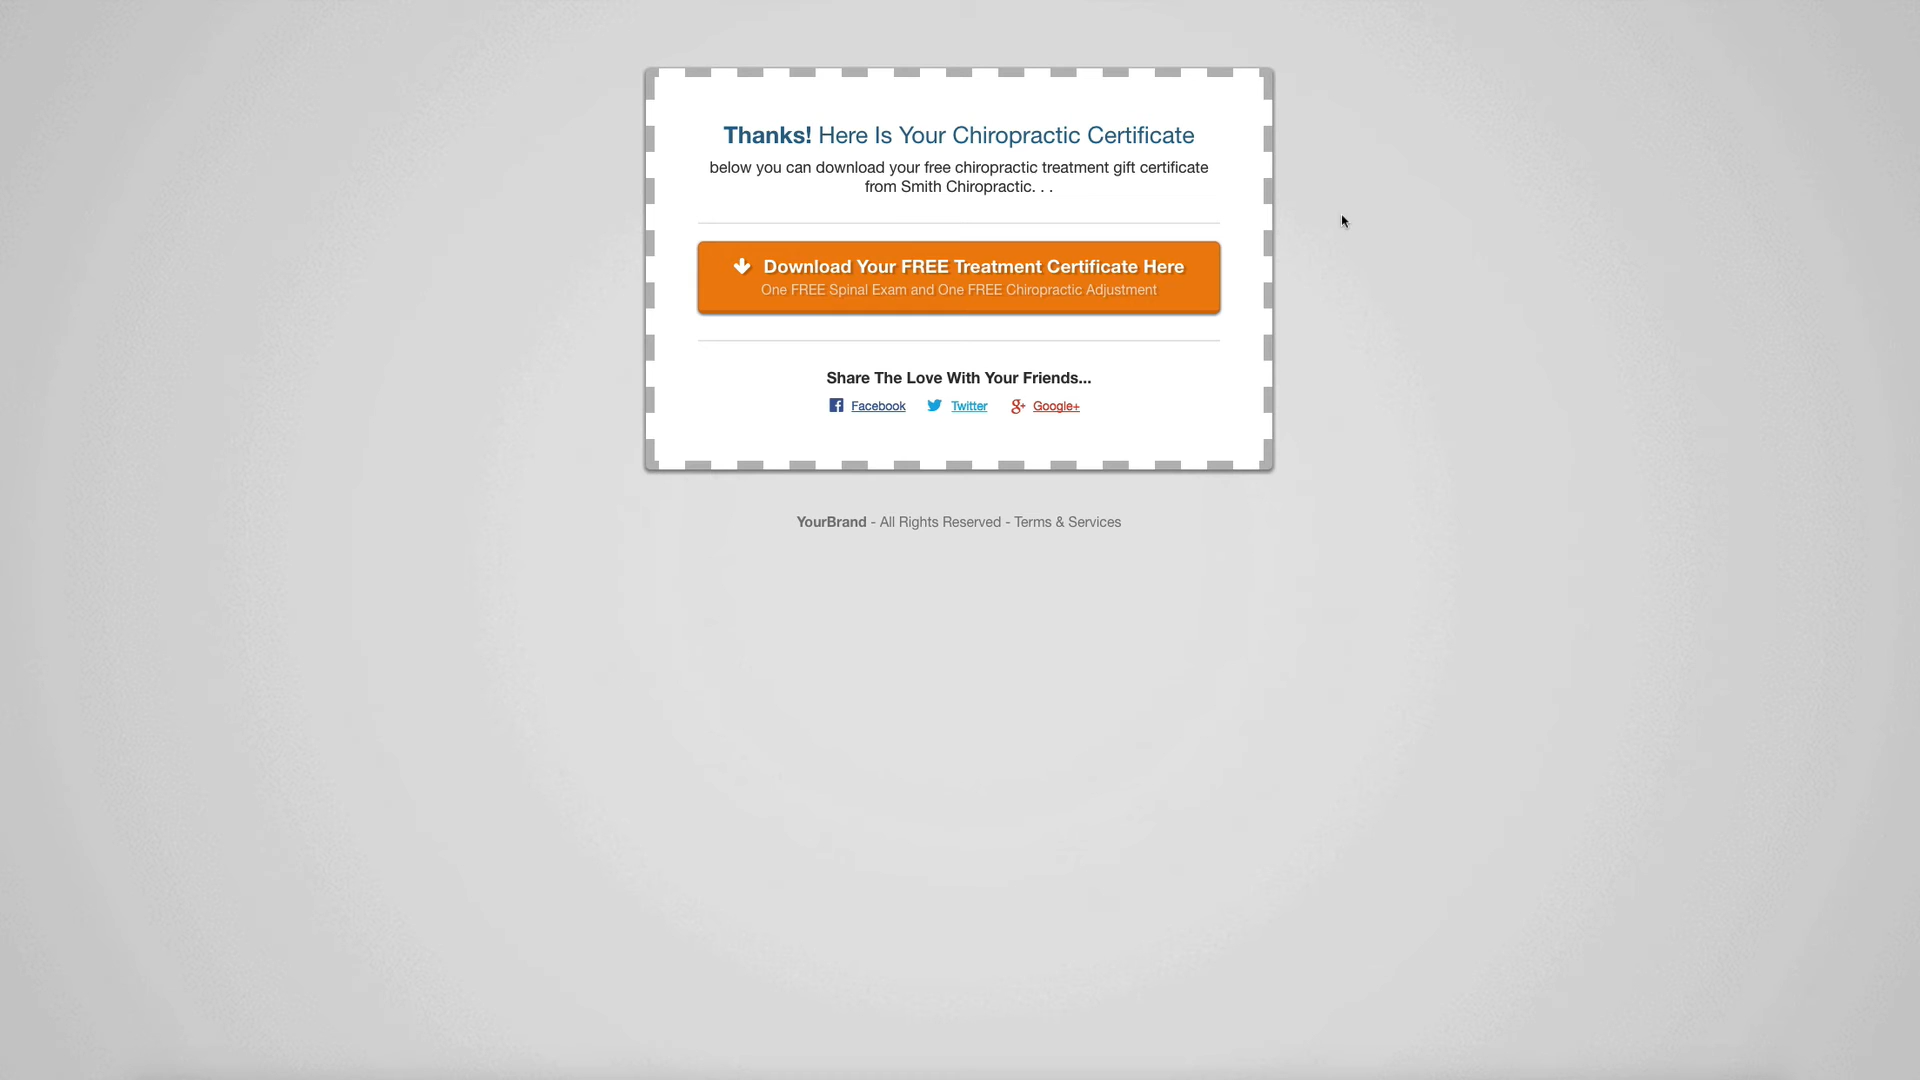 Thanks! Here Is Your Chiropractic Certificate
below you can download your free chiropractic treatment gift certificate
from Smith Chiropractic. . .
Download Your FREE Treatment Certificate Here
One FREE Spinal Exam and One FREE Chiropractic Adjustment
Share The Love With Your Friends...
Facebook Twitter Google+
YourBrand - All Rights Reserved - Terms & Services